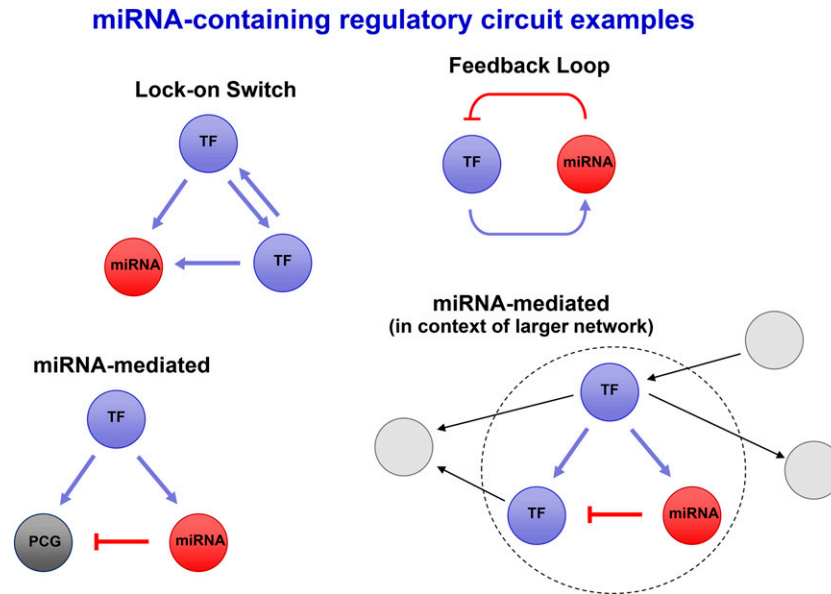 miRNA-containing regulatory circuit examples
Lock-on Switch
TF
miRNA
TF
Feedback Loop
TF
miRNA
miRNA-mediated
TF
PCG
miRNA
miRNA-mediated
(in context of larger network)
TF
TF
miRNA